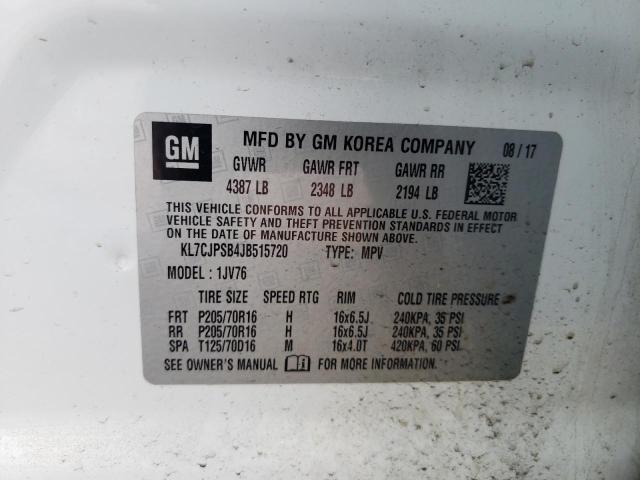 GM
MFD BY GM KOREA COMPANY 08 / 17
GVWR GAWR FRT GAWR RR
4387 LB 2348 LB 2194 LB
THIS VEHICLE CONFORMS TO ALL APPLICABLE U.S. FEDERAL MOTOR
VEHICLE SAFETY AND THEFT PREVENTION STANDARDS IN EFFECT
ON THE DATE OF MANUFACTURE SHOWN ABOVE.
KL7CJPSB4JB515720 TYPE: MPV
MODEL : 1JV76
TIRE SIZE SPEED RTG RIM COLD TIRE PRESSURE
FRT P205/70R16 H 16x6.5J 240KPA, 35 PSI
RR P205/70R16 H 16x6.5J 240KPA, 35 PSI
SPA T125/70D16 M 16x4.0T 420KPA, 60 PSI
SEE OWNER'S MANUAL FOR MORE INFORMATION.